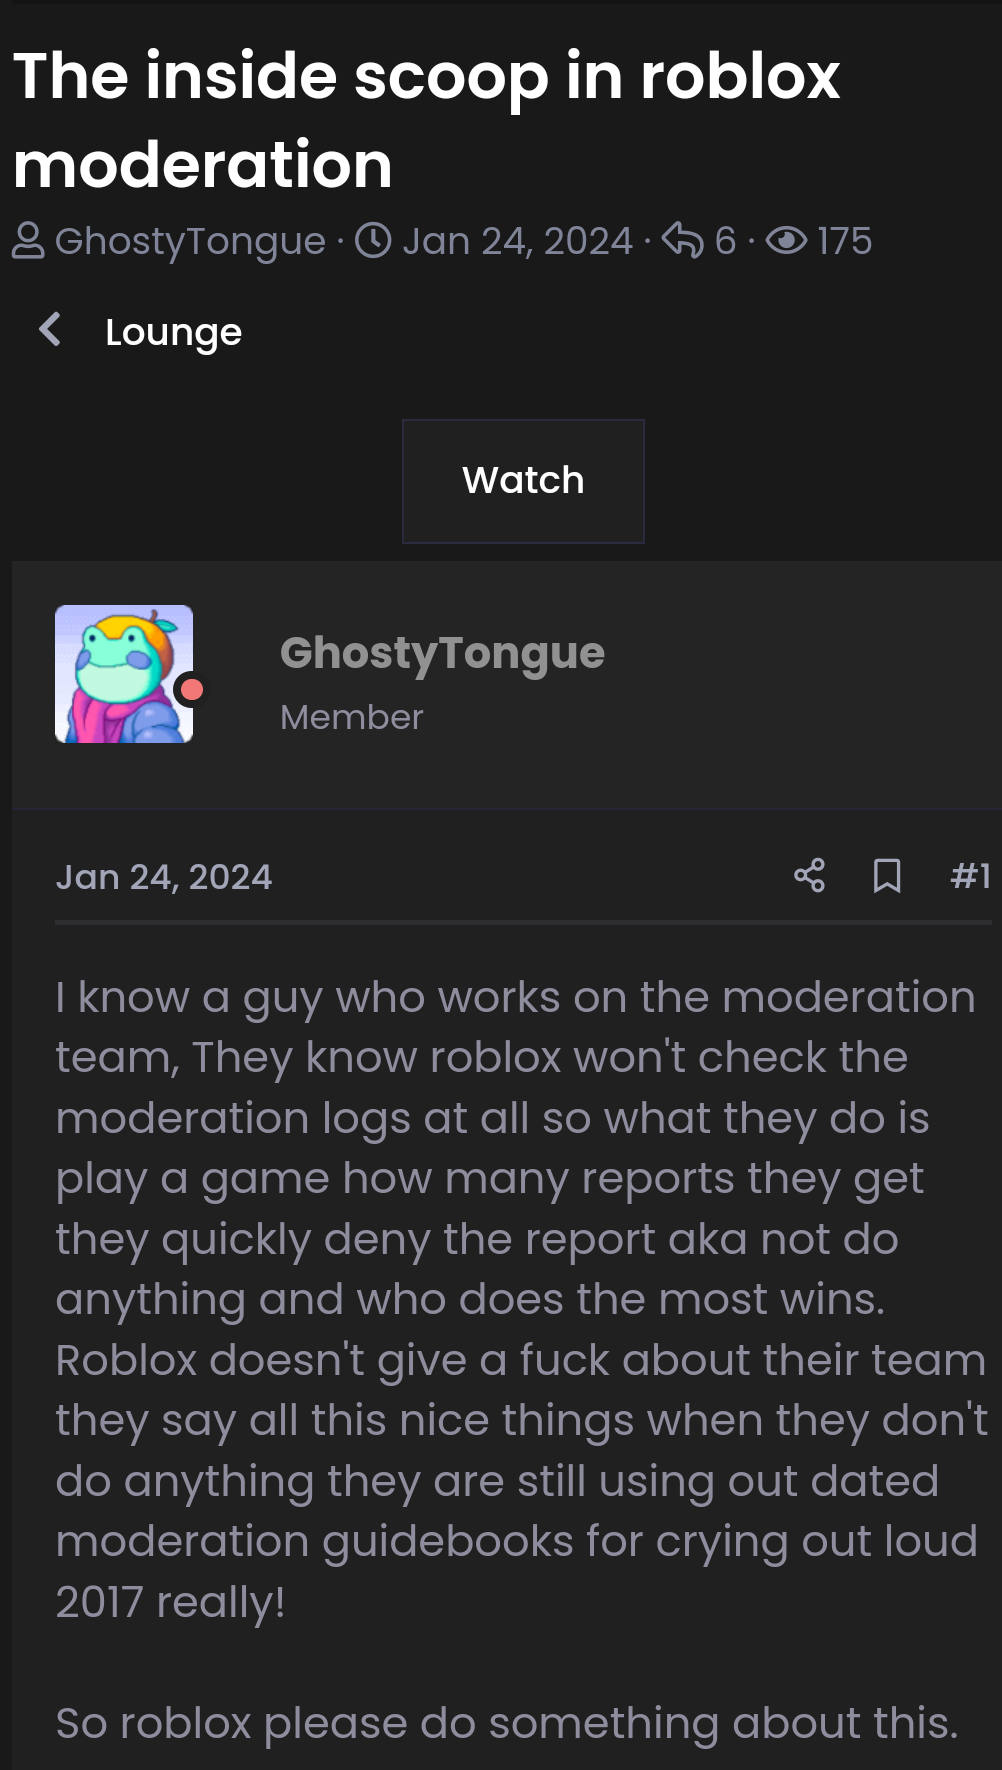 The inside scoop in roblox
moderation
GhostyTongue · Jan 24, 2024 · 6 · 175
Lounge
Watch
GhostyTongue
Member
Jan 24, 2024 #1
I know a guy who works on the moderation
team, They know roblox won't check the
moderation logs at all so what they do is
play a game how many reports they get
they quickly deny the report aka not do
anything and who does the most wins.
Roblox doesn't give a fuck about their team
they say all this nice things when they don't
do anything they are still using out dated
moderation guidebooks for crying out loud
2017 really!
So roblox please do something about this.